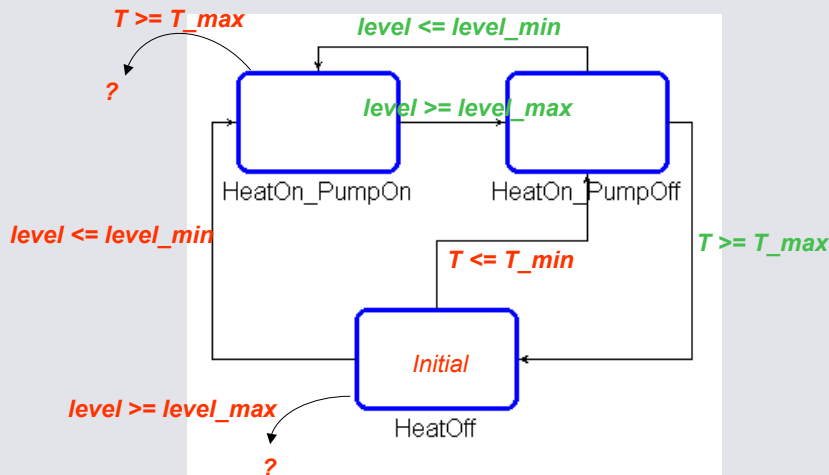 T >= T_max
level <= level_min
?
level >= level_max
HeatOn_PumpOn
HeatOn_PumpOff
level <= level_min
T >= T_max
T <= T_min
Initial
level >= level_max
HeatOff
?